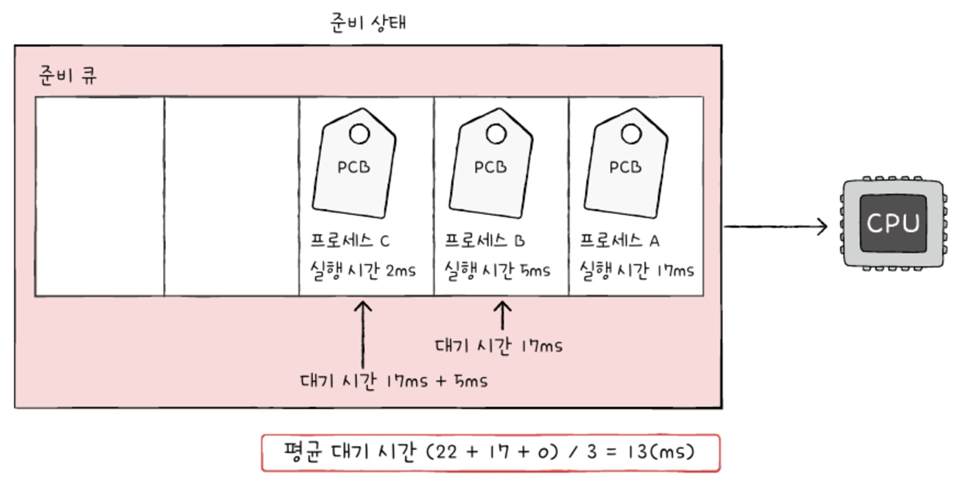 준비 상태
준비 큐
PCB PCB PCB
프로세스 C 프로세스 B 프로세스 A
실행 시간 2ms 실행 시간 5ms 실행 시간 17ms
CPU
대기 시간 17ms
대기 시간 17ms + 5ms
평균 대기 시간 (22 + 17 + 0) / 3 = 13(ms)